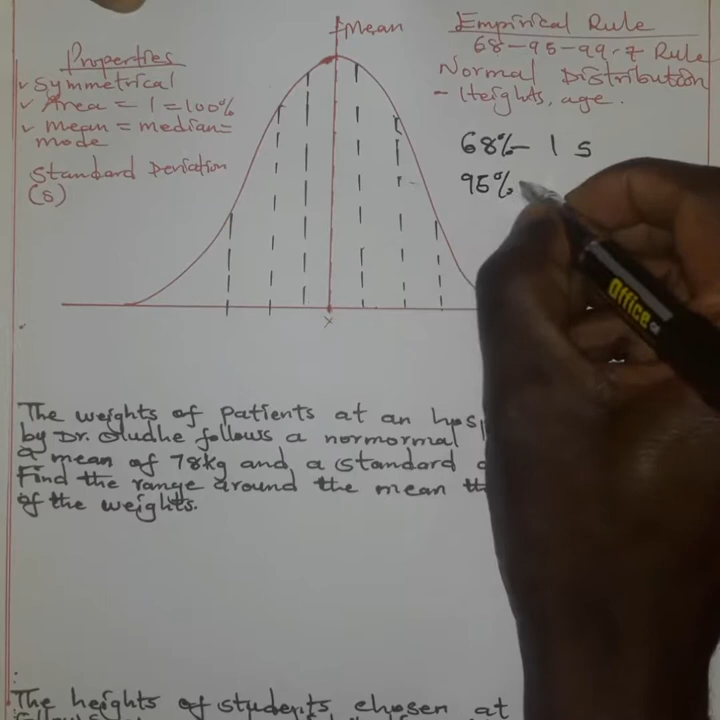 Mean
Empirical Rule
68-95-99.7 Rule
Normal Distribution
- Heights, age.
Properties
✓ Symmetrical
✓ Area = 1 = 100%
✓ mean = median =
mode
Standard Deviation
(s)
68% - 1 s
95%
x
Office
The weights of patients at an hosp
by Dr. Oludhe follows a normormal
a mean of 78kg and a standard d
Find the range around the mean th
of the weights.
The heights of students chosen at